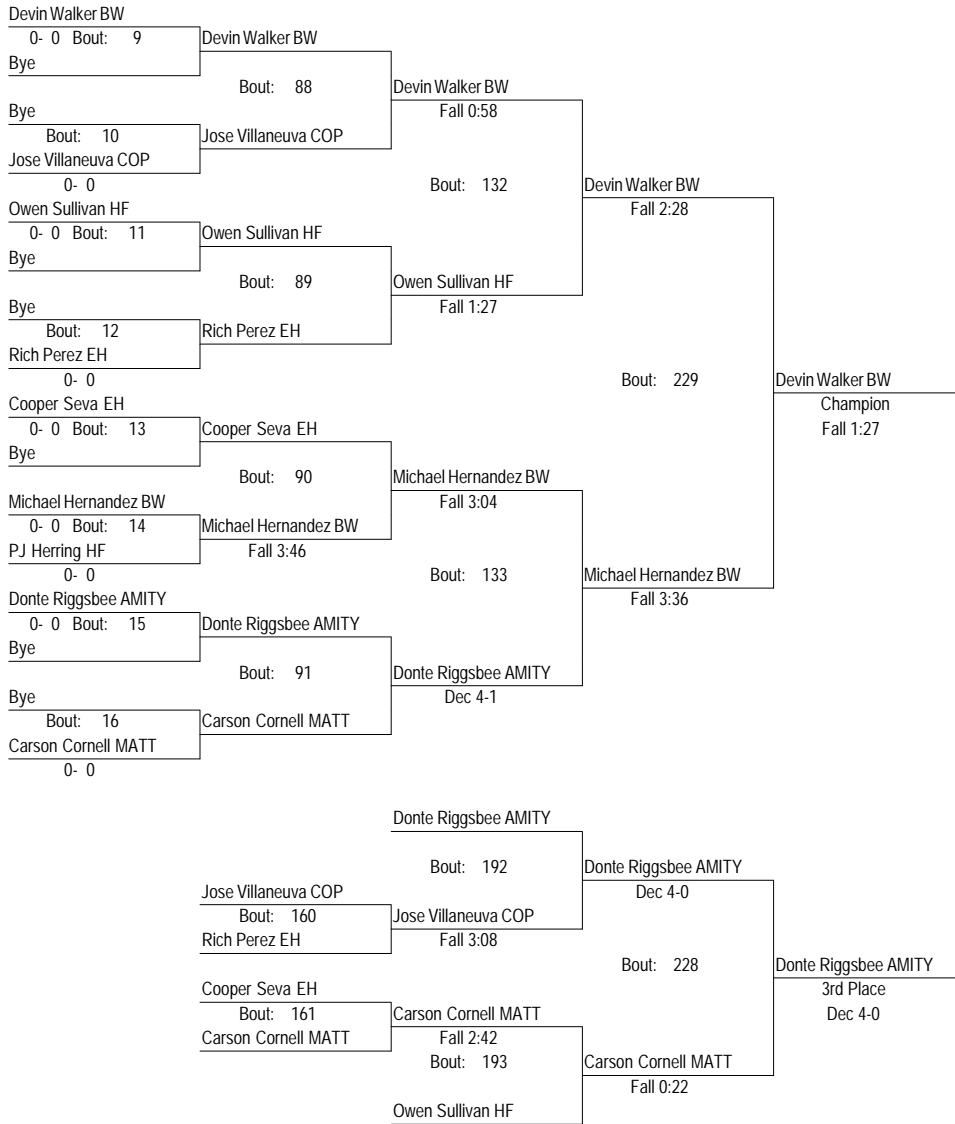 Devin Walker BW
0- 0 Bout: 9
Devin Walker BW
Bye
Bout: 88
Devin Walker BW
Bye
Fall 0:58
Bout: 10
Jose Villaneuva COP
Jose Villaneuva COP
0- 0
Bout: 132
Devin Walker BW
Owen Sullivan HF
Fall 2:28
0- 0 Bout: 11
Owen Sullivan HF
Bye
Bout: 89
Owen Sullivan HF
Bye
Fall 1:27
Bout: 12
Rich Perez EH
Rich Perez EH
0- 0
Bout: 229
Devin Walker BW
Cooper Seva EH
Champion
0- 0 Bout: 13
Cooper Seva EH
Fall 1:27
Bye
Bout: 90
Michael Hernandez BW
Michael Hernandez BW
Fall 3:04
0- 0 Bout: 14
Michael Hernandez BW
PJ Herring HF
Fall 3:46
0- 0
Bout: 133
Michael Hernandez BW
Donte Riggsbee AMITY
Fall 3:36
0- 0 Bout: 15
Donte Riggsbee AMITY
Bye
Bout: 91
Donte Riggsbee AMITY
Bye
Dec 4-1
Bout: 16
Carson Cornell MATT
Carson Cornell MATT
0- 0
Donte Riggsbee AMITY
Bout: 192
Donte Riggsbee AMITY
Jose Villaneuva COP
Dec 4-0
Bout: 160
Jose Villaneuva COP
Rich Perez EH
Fall 3:08
Bout: 228
Donte Riggsbee AMITY
Cooper Seva EH
3rd Place
Bout: 161
Carson Cornell MATT
Dec 4-0
Carson Cornell MATT
Fall 2:42
Bout: 193
Carson Cornell MATT
Fall 0:22
Owen Sullivan HF